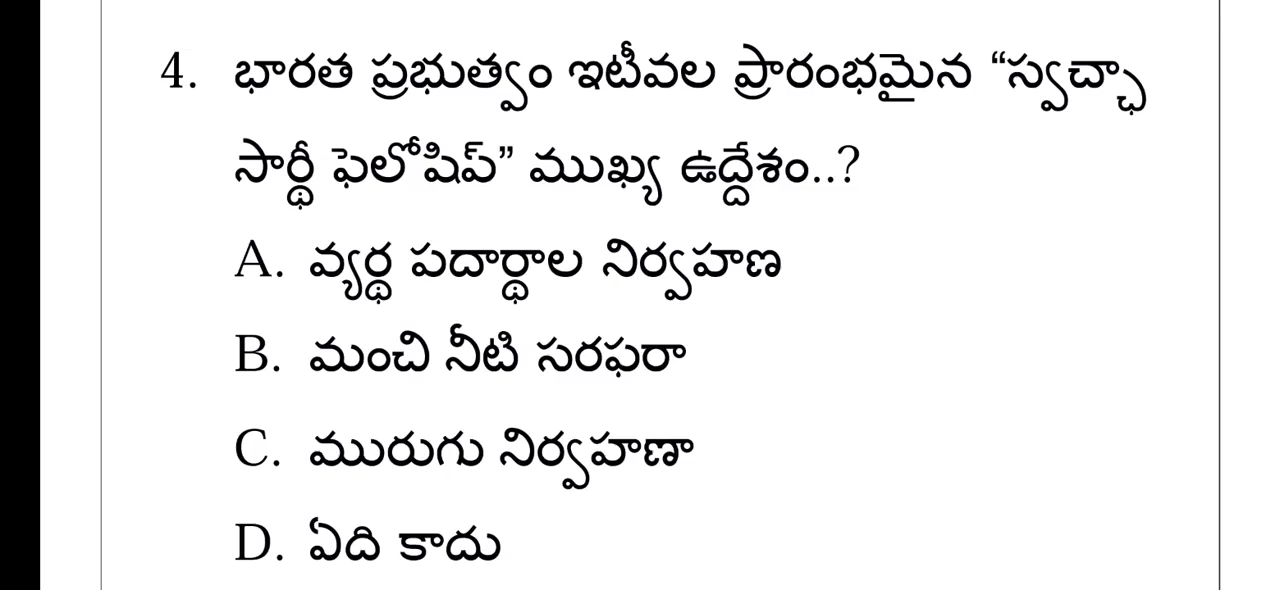 4. భారత ప్రభుత్వం ఇటీవల ప్రారంభమైన “స్వచ్ఛా
సార్థీ ఫెలోషిప్” ముఖ్య ఉద్దేశం..?
A. వ్యర్థ పదార్థాల నిర్వహణ
B. మంచి నీటి సరఫరా
C. మురుగు నిర్వహణా
D. ఏది కాదు